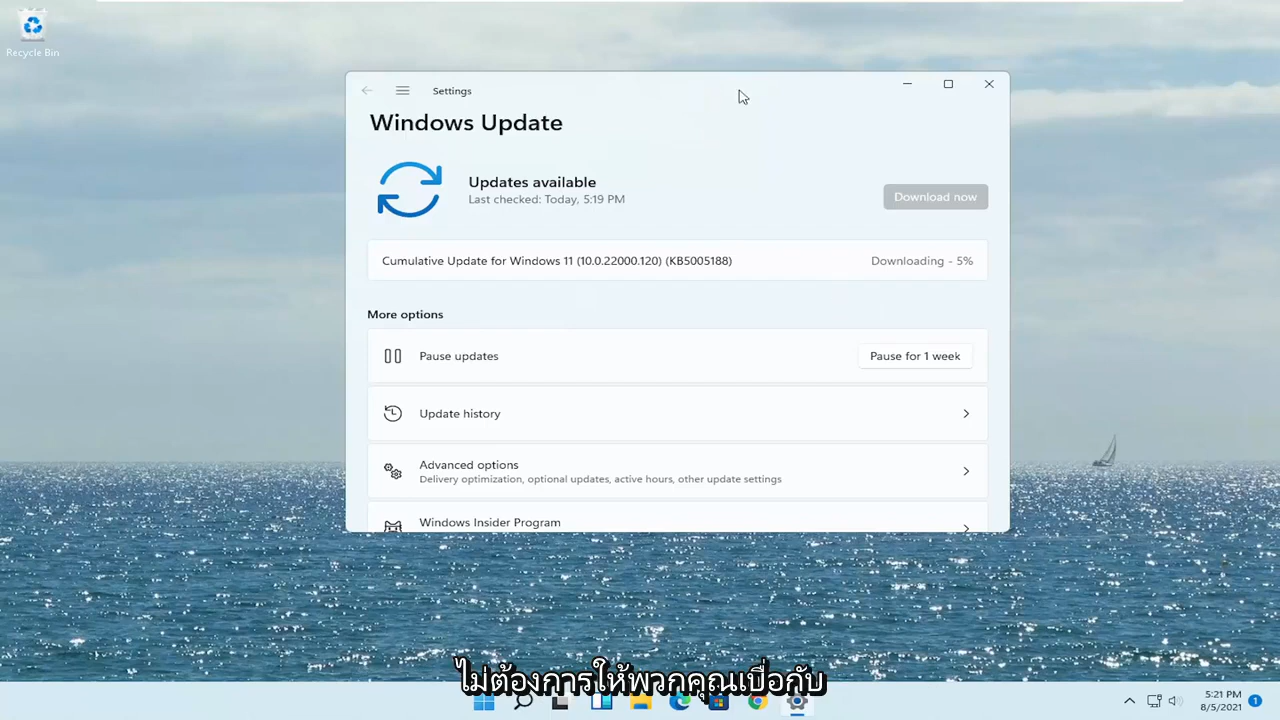 Recycle Bin
Settings
Windows Update
Updates available
Last checked: Today, 5:19 PM
Download now
Cumulative Update for Windows 11 (10.0.22000.120) (KB5005188)
Downloading - 5%
More options
Pause updates
Pause for 1 week
Update history
Advanced options
Delivery optimization, optional updates, active hours, other update settings
Windows Insider Program
ไม่ต้องการให้พวกคุณเบื่อกับ
5:21 PM
8/5/2021
1